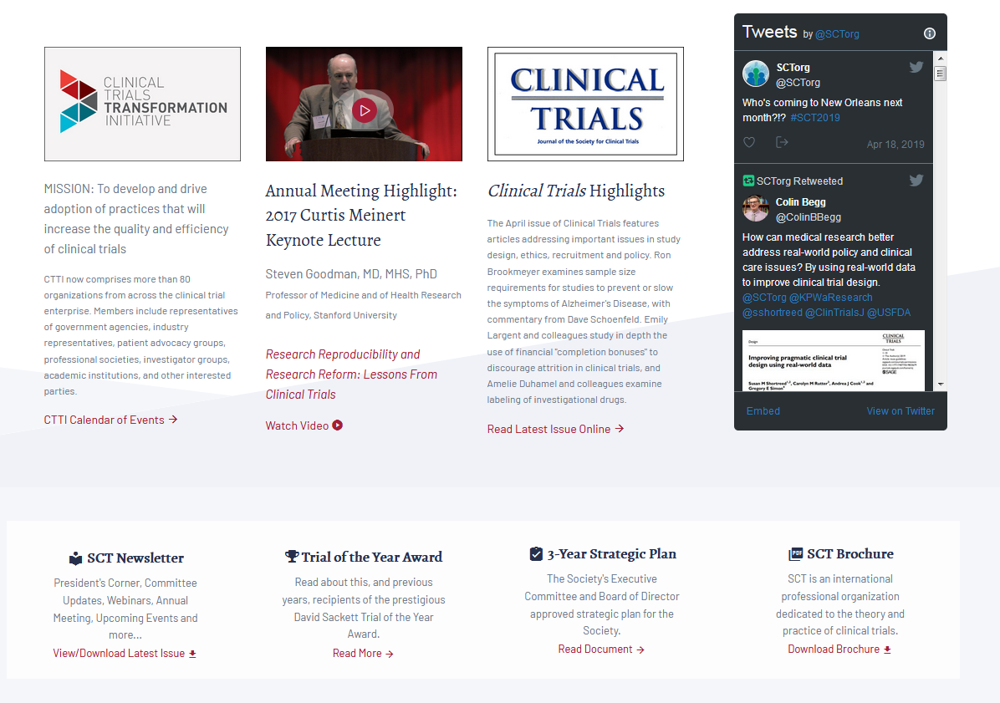 CLINICAL
TRIALS
TRANSFORMATION
INITIATIVE
MISSION: To develop and drive
adoption of practices that will
increase the quality and efficiency
of clinical trials
CTTI now comprises more than 80
organizations from across the clinical trial
enterprise. Members include representatives
of government agencies, industry
representatives, patient advocacy groups,
professional societies, investigator groups,
academic institutions, and other interested
parties.
CTTI Calendar of Events →
Annual Meeting Highlight:
2017 Curtis Meinert
Keynote Lecture
Steven Goodman, MD, MHS, PhD
Professor of Medicine and of Health Research
and Policy, Stanford University
Research Reproducibility and
Research Reform: Lessons From
Clinical Trials
Watch Video
CLINICAL
TRIALS
Journal of the Society for Clinical Trials
Clinical Trials Highlights
The April issue of Clinical Trials features
articles addressing important issues in study
design, ethics, recruitment and policy. Ron
Brookmeyer examines sample size
requirements for studies to prevent or slow
the symptoms of Alzheimer's Disease, with
commentary from Dave Schoenfeld. Emily
Largent and colleagues study in depth the
use of financial "completion bonuses" to
discourage attrition in clinical trials, and
Amelie Duhamel and colleagues examine
labeling of investigational drugs.
Read Latest Issue Online →
Tweets by @SCTorg
SCTorg
@SCTorg
Who's coming to New Orleans next
month?!? #SCT2019
Apr 18, 2019
SCTorg Retweeted
Colin Begg
@ColinBBegg
How can medical research better
address real-world policy and clinical
care issues? By using real-world data
to improve clinical trial design.
@SCTorg @KPWaResearch
@sshortreed @ClinTrialsJ @USFDA
Design
CLINICAL
TRIALS
Improving pragmatic clinical trial
design using real-world data
SAGE
Susan M Shortreed, Carolyn M Rutter, Andrea J Cook and
Gregory E Simon
Embed
View on Twitter
SCT Newsletter
President's Corner, Committee
Updates, Webinars, Annual
Meeting, Upcoming Events and
more...
View/Download Latest Issue
Trial of the Year Award
Read about this, and previous
years, recipients of the prestigious
David Sackett Trial of the Year
Award.
Read More →
3-Year Strategic Plan
The Society's Executive
Committee and Board of Director
approved strategic plan for the
Society.
Read Document →
PDF
SCT Brochure
SCT is an international
professional organization
dedicated to the theory and
practice of clinical trials.
Download Brochure